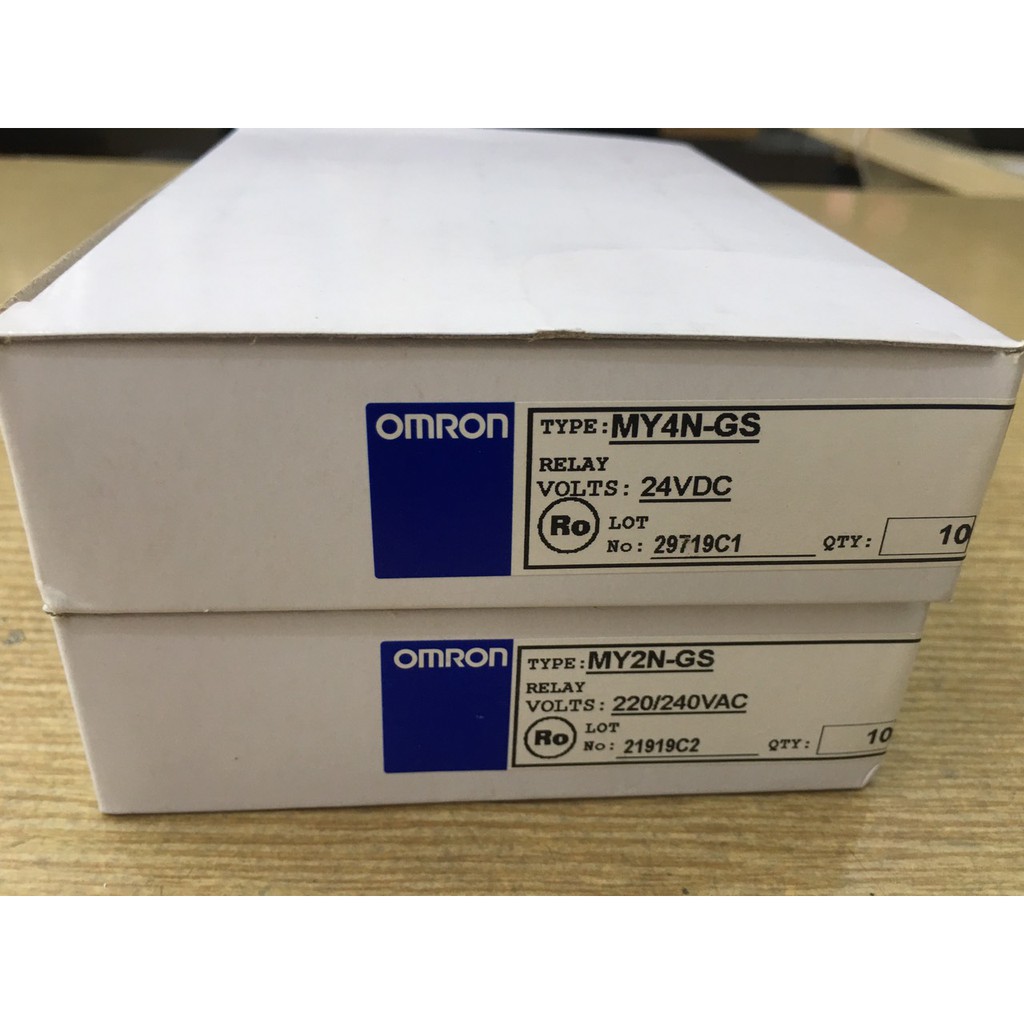 OMRON
TYPE: MY4N-GS
RELAY
VOLTS: 24VDC
Ro
LOT
No: 29719C1
QTY: 10
OMRON
TYPE: MY2N-GS
RELAY
VOLTS: 220/240VAC
Ro
LOT
No: 21919C2
QTY: 10